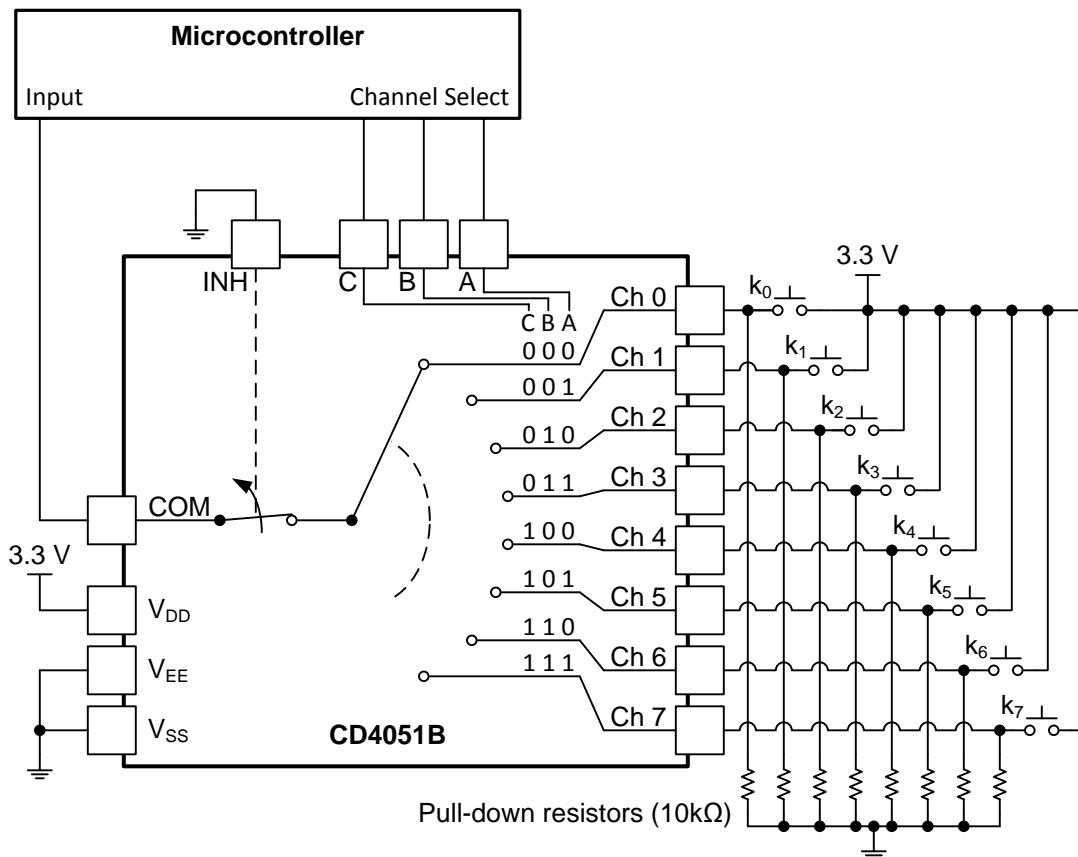 Microcontroller
Input
Channel Select
INH
C
B
A
C B A
Ch 0
0 0 0
Ch 1
0 0 1
Ch 2
0 1 0
Ch 3
0 1 1
Ch 4
1 0 0
Ch 5
1 0 1
Ch 6
1 1 0
Ch 7
1 1 1
COM
3.3 V
V_DD
V_EE
V_SS
CD4051B
3.3 V
k₀
k₁
k₂
k₃
k₄
k₅
k₆
k₇
Pull-down resistors (10kΩ)